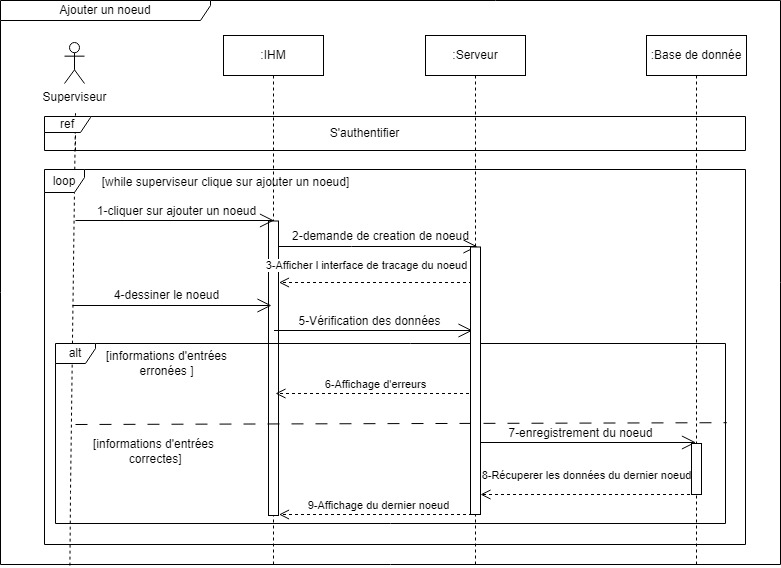 Ajouter un noeud
:IHM
:Serveur
:Base de donnée
Superviseur
ref
S'authentifier
loop
[while superviseur clique sur ajouter un noeud]
1-cliquer sur ajouter un noeud
2-demande de creation de noeud
3-Afficher l interface de tracage du noeud
4-dessiner le noeud
5-Vérification des données
alt
[informations d'entrées
erronées ]
6-Affichage d'erreurs
[informations d'entrées
correctes]
7-enregistrement du noeud
8-Récuperer les données du dernier noeud
9-Affichage du dernier noeud